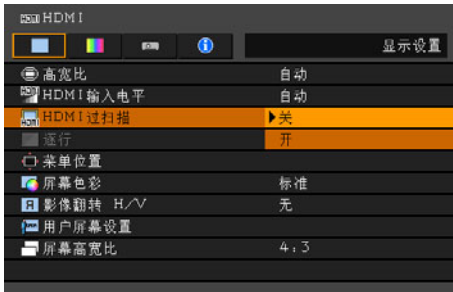 HDMI HDMI
显示设置
高宽比 自动
HDMI输入电平 自动
HDMI过扫描 关
逐行 开
菜单位置
屏幕色彩 标准
影像翻转 H/V 无
用户屏幕设置
屏幕高宽比 4:3